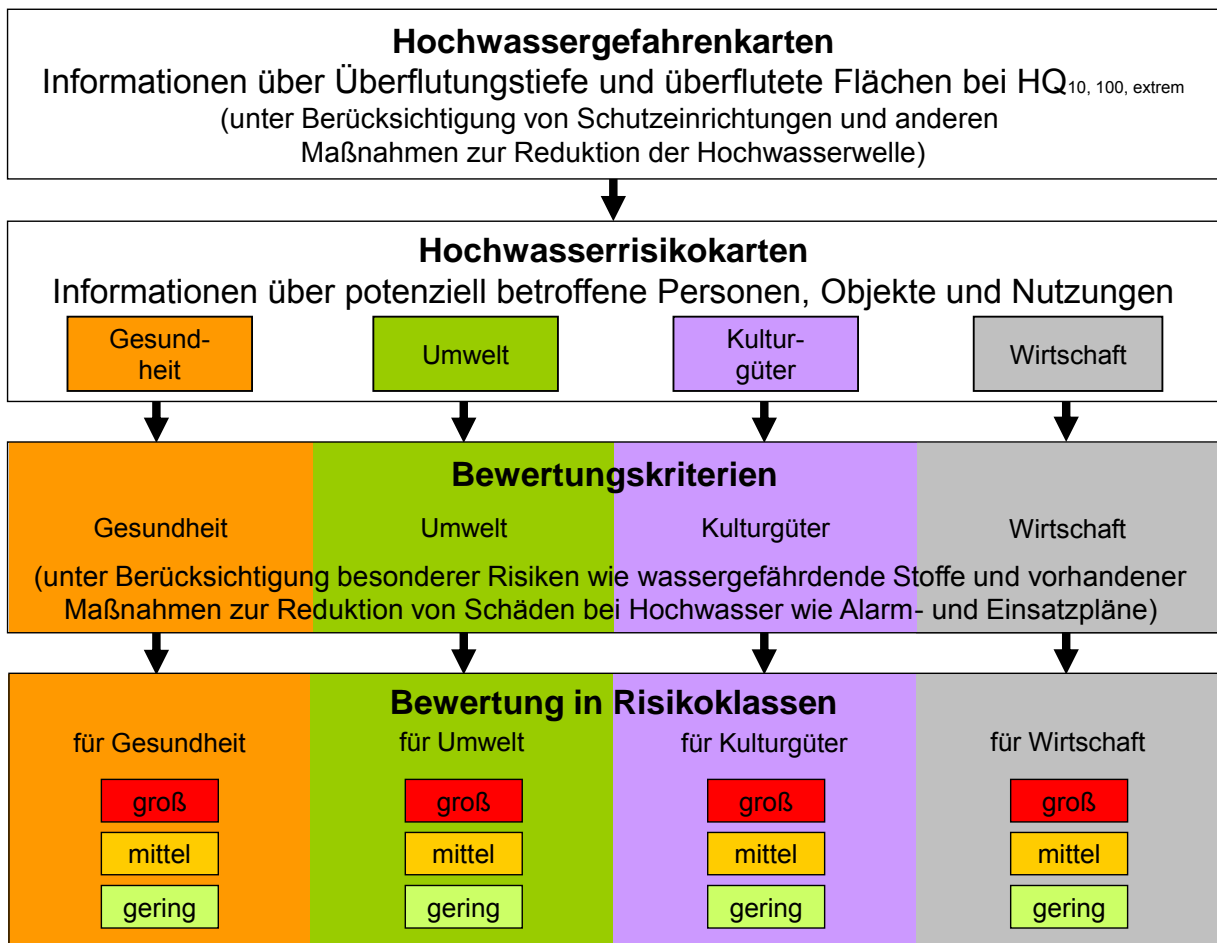 Hochwassergefahrenkarten
Informationen über Überflutungstiefe und überflutete Flächen bei HQ10, 100, extrem
(unter Berücksichtigung von Schutzeinrichtungen und anderen
Maßnahmen zur Reduktion der Hochwasserwelle)
Hochwasserrisikokarten
Informationen über potenziell betroffene Personen, Objekte und Nutzungen
Gesund-
heit
Umwelt
Kultur-
güter
Wirtschaft
Bewertungskriterien
Gesundheit
Umwelt
Kulturgüter
Wirtschaft
(unter Berücksichtigung besonderer Risiken wie wassergefährdende Stoffe und vorhandener
Maßnahmen zur Reduktion von Schäden bei Hochwasser wie Alarm- und Einsatzpläne)
Bewertung in Risikoklassen
für Gesundheit
für Umwelt
für Kulturgüter
für Wirtschaft
groß
groß
groß
groß
mittel
mittel
mittel
mittel
gering
gering
gering
gering